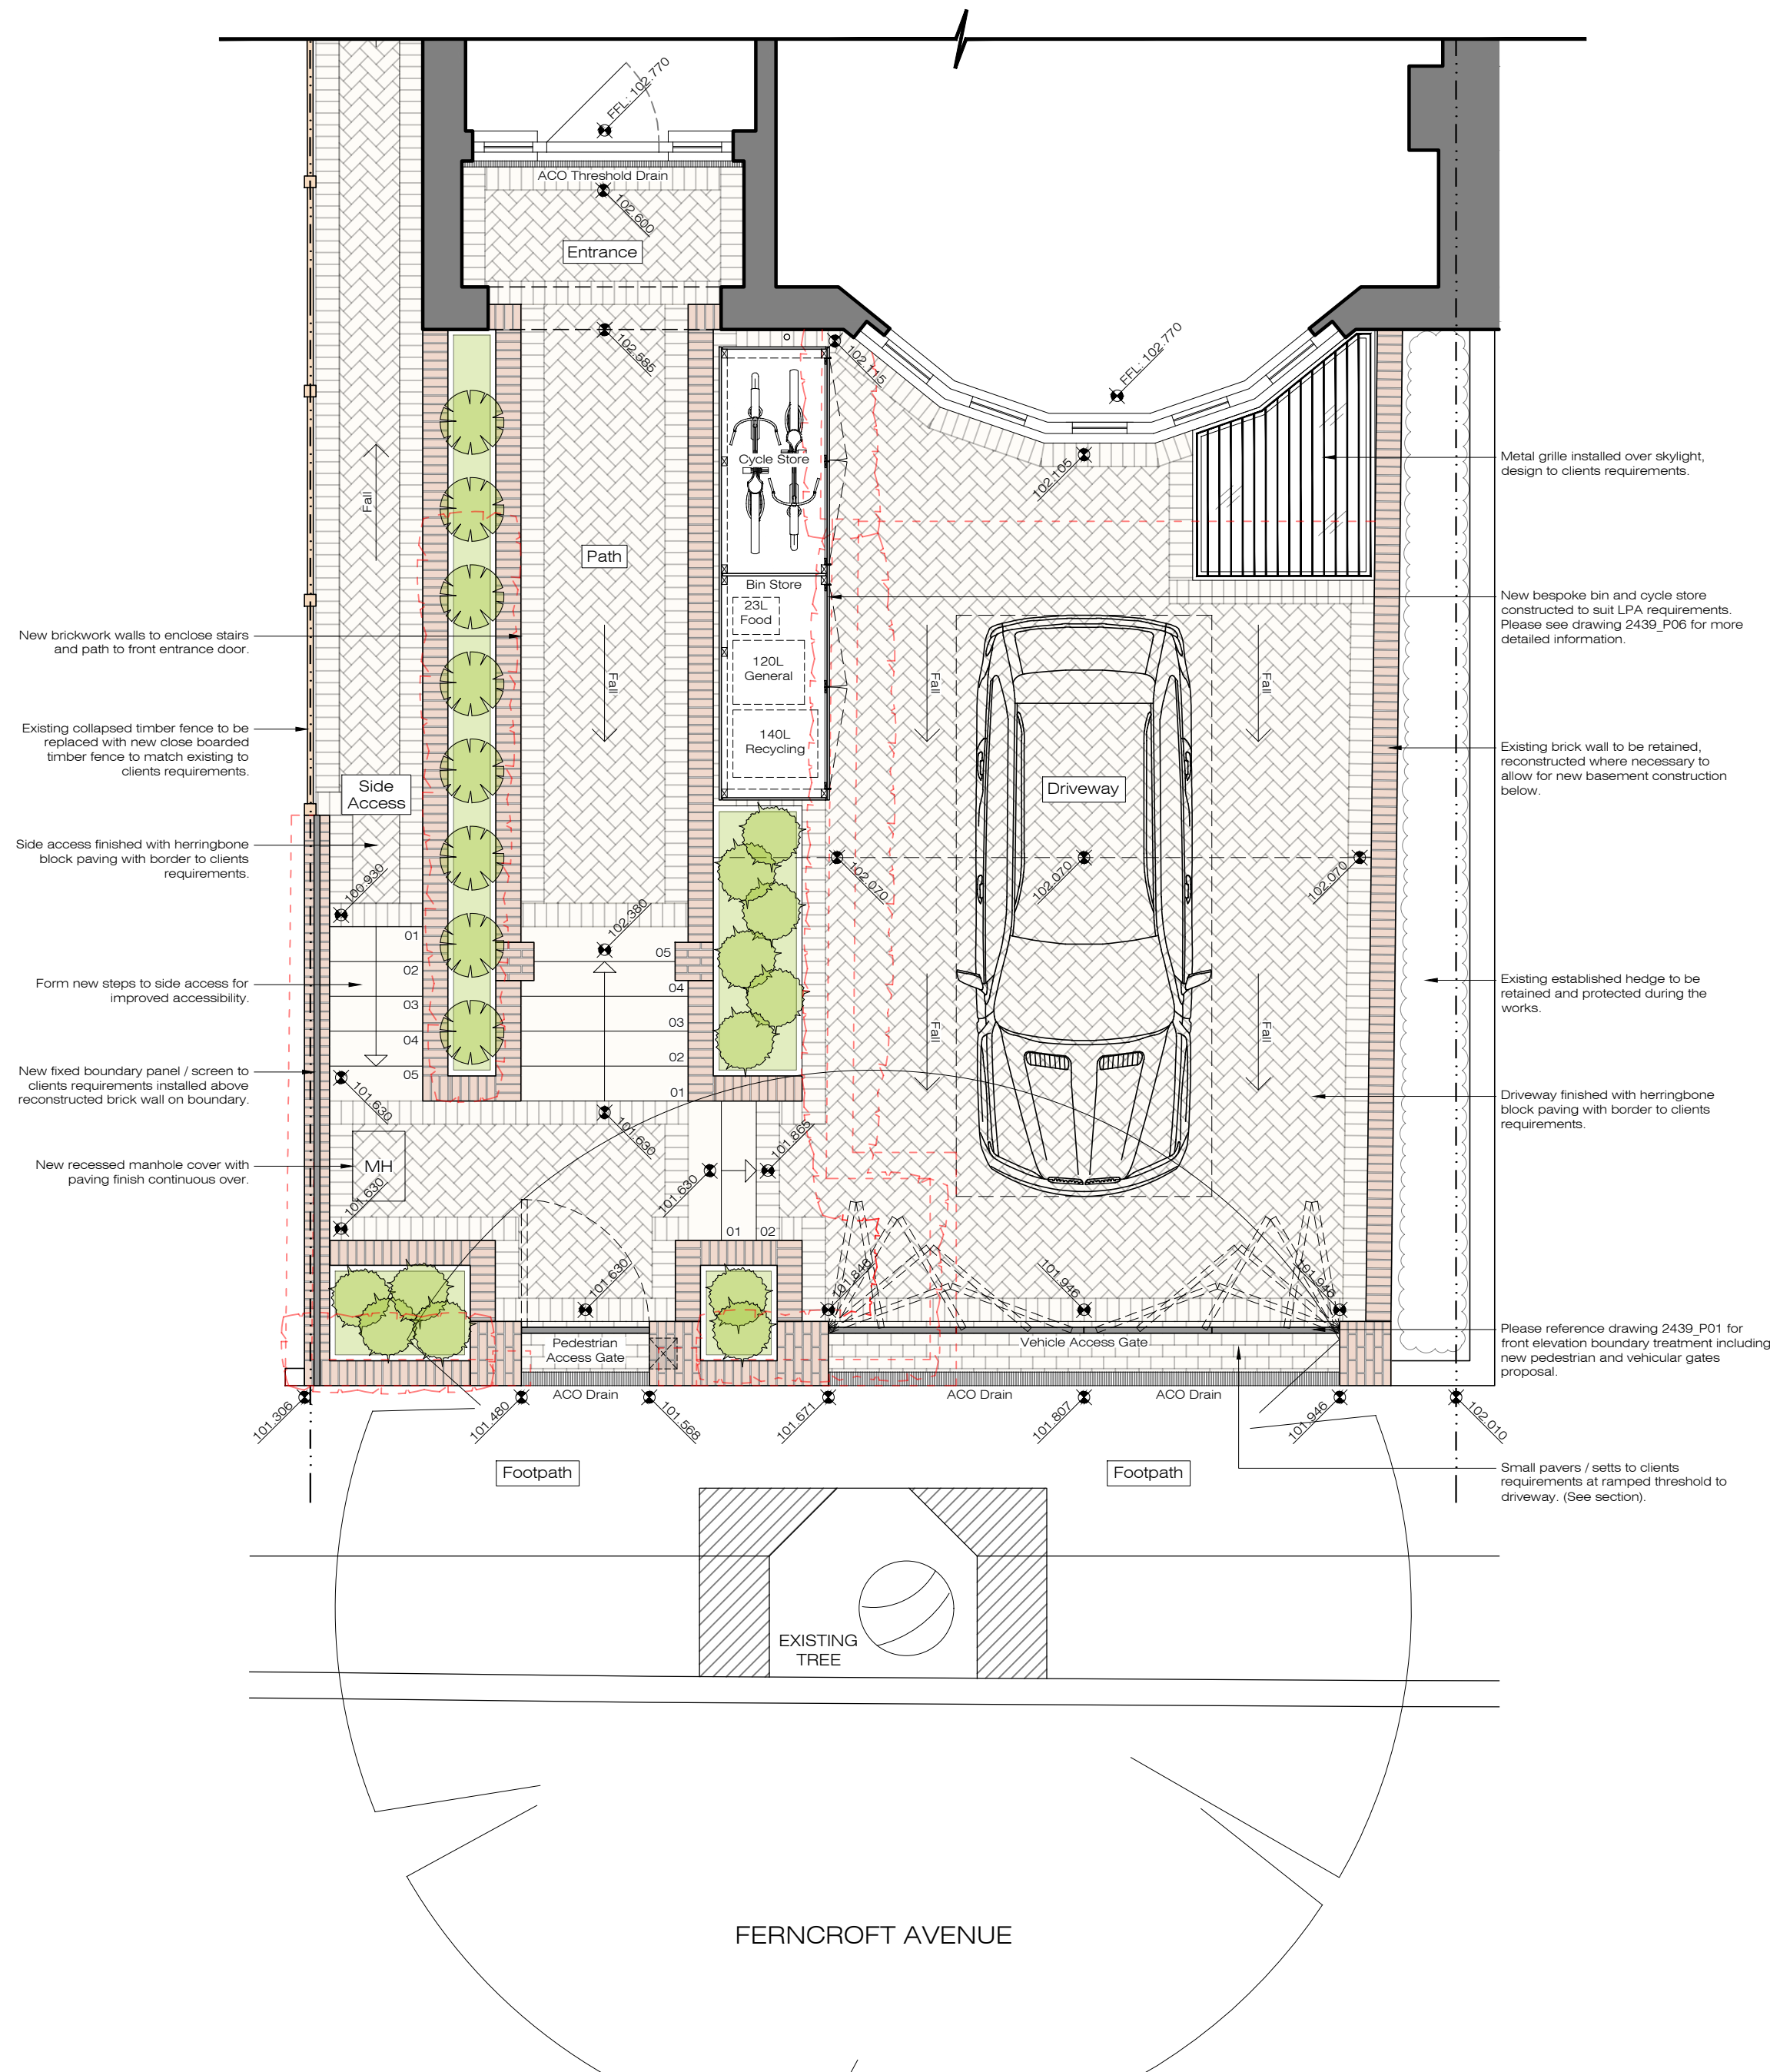 FFL: 102.770
ACO Threshold Drain
102.600
Entrance
102.585
102.115
FFL: 102.770
102.105
Fall
Cycle Store
Path
Bin Store
23L
Food
120L
General
140L
Recycling
Fall
Fall
Fall
Side
Access
Driveway
102.070
102.070
102.070
100.930
102.380
01
02
03
04
05
05
04
03
02
01
Fall
Fall
101.630
101.630
101.865
101.630
MH
101.630
01
02
101.630
101.846
101.946
101.946
Pedestrian
Access Gate
Vehicle Access Gate
ACO Drain
ACO Drain
ACO Drain
101.306
101.480
101.568
101.671
101.807
101.946
102.010
Footpath
Footpath
EXISTING
TREE
FERNCROFT AVENUE
New brickwork walls to enclose stairs
and path to front entrance door.
Existing collapsed timber fence to be
replaced with new close boarded
timber fence to match existing to
clients requirements.
Side access finished with herringbone
block paving with border to clients
requirements.
Form new steps to side access for
improved accessibility.
New fixed boundary panel / screen to
clients requirements installed above
reconstructed brick wall on boundary.
New recessed manhole cover with
paving finish continuous over.
Metal grille installed over skylight,
design to clients requirements.
New bespoke bin and cycle store
constructed to suit LPA requirements.
Please see drawing 2439_P06 for more
detailed information.
Existing brick wall to be retained,
reconstructed where necessary to
allow for new basement construction
below.
Existing established hedge to be
retained and protected during the
works.
Driveway finished with herringbone
block paving with border to clients
requirements.
Please reference drawing 2439_P01 for
front elevation boundary treatment including
new pedestrian and vehicular gates
proposal.
Small pavers / setts to clients
requirements at ramped threshold to
driveway. (See section).